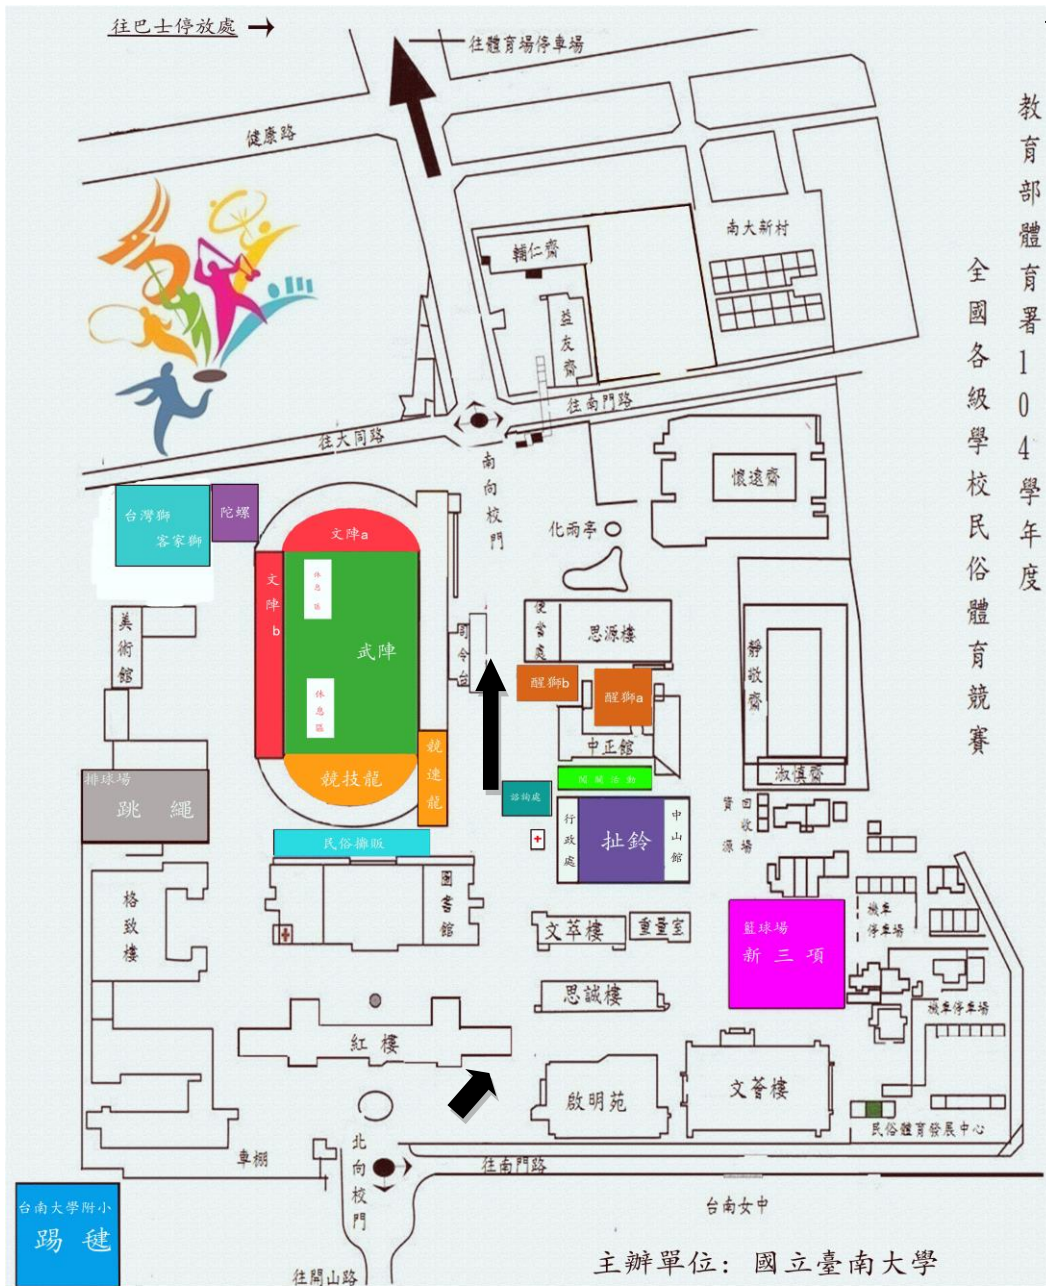 往巴士停放處
往體育場停車場
健康路
教育部體育署104學年度
全國各級學校民俗體育競賽
南大新村
輔仁齋
益友齋
往南門路
往大同路
南向校門
懷遠齋
化雨亭
台灣獅
客家獅
陀螺
文陣a
文陣b
休息區
武陣
休息區
競技龍
競速龍
司令台
美術館
便當處
思源樓
醒獅b
醒獅a
中正館
靜敬齋
淑慎齋
排球場
跳繩
諮詢處
民俗攤販
行政處
扯鈴
中山館
資源回收場
格致樓
圖書館
文萃樓
重量室
籃球場
新三項
機車停車場
思誠樓
機車停車場
紅樓
啟明苑
文薈樓
民俗體育發展中心
車棚
北向校門
往南門路
台南女中
台南大學附小
踢毽
往開山路
主辦單位: 國立臺南大學